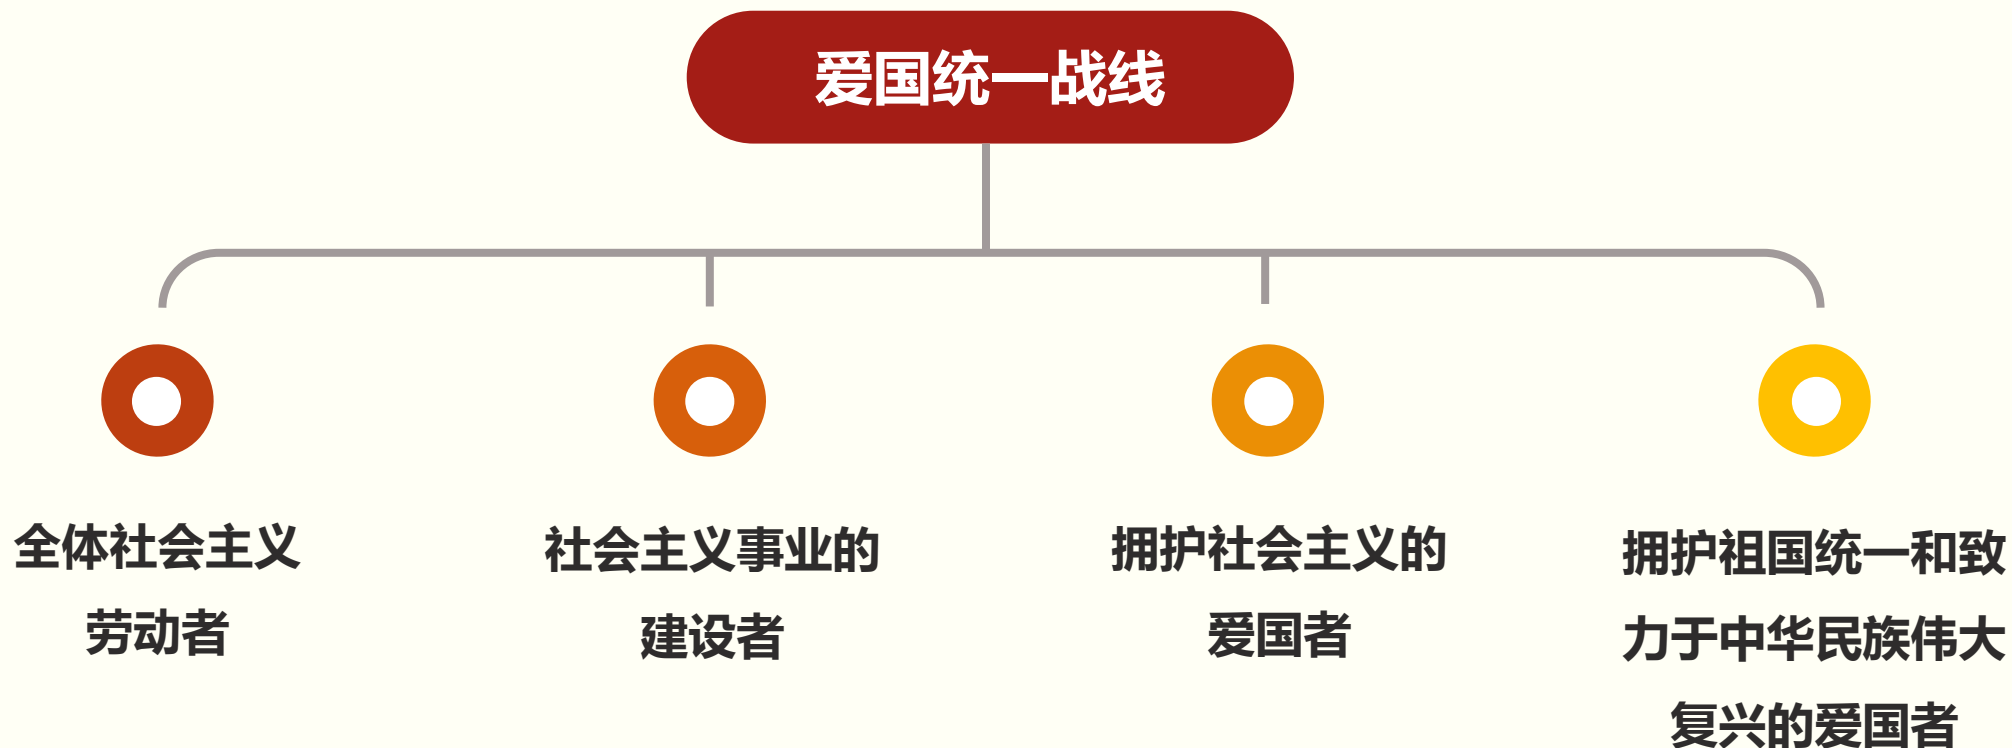 爱国统一战线
全体社会主义
劳动者
社会主义事业的
建设者
拥护社会主义的
爱国者
拥护祖国统一和致
力于中华民族伟大
复兴的爱国者